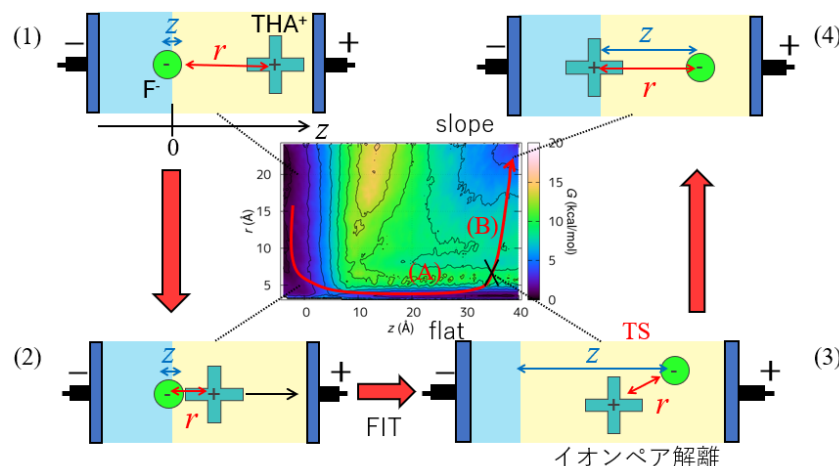 (1)
−
z
r
THA⁺
+
F⁻
-
+
z
0
(4)
−
z
r
+
-
+
slope
20
15
10
5
20
15
10
5
0
r (Å)
G (kcal/mol)
(A)
(B)
0
10
20
30
40
z (Å)
flat
TS
(2)
−
z
r
-
+
+
FIT
(3)
−
z
r
+
-
+
イオンペア解離